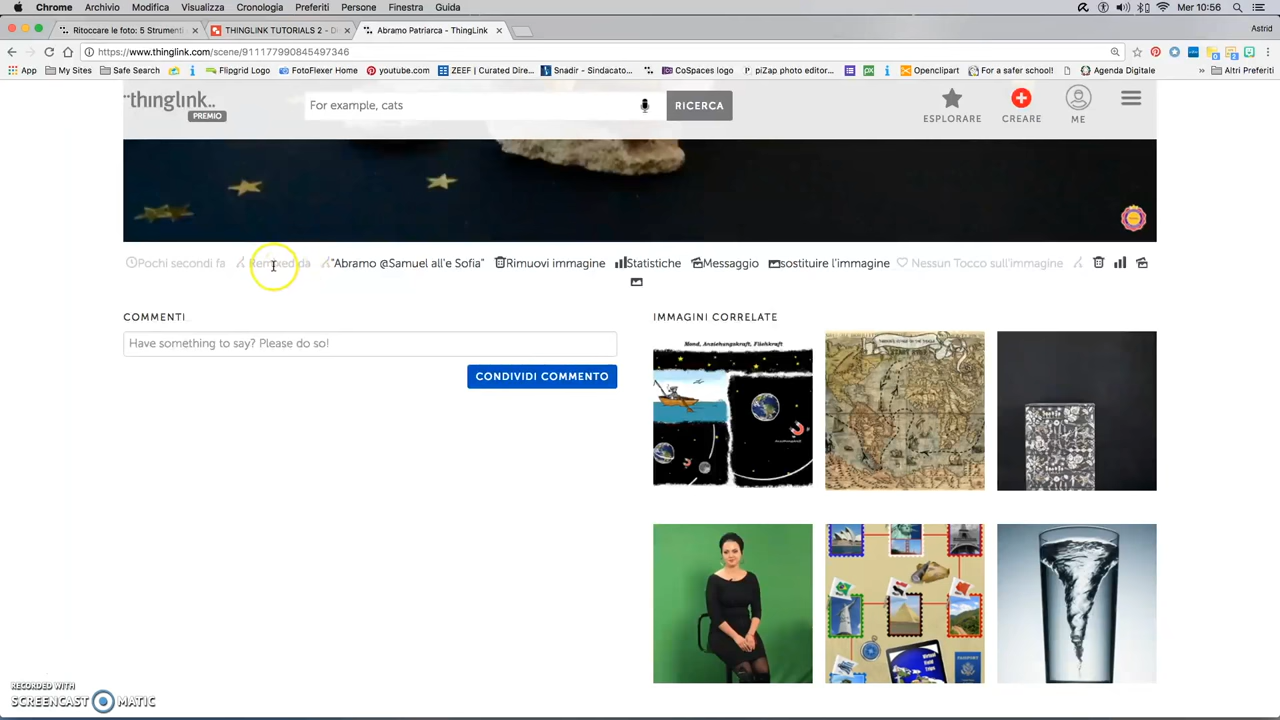 Chrome Archivio Modifica Visualizza Cronologia Preferiti Persone Finestra Guida Mer 10:56
Ritoccare le foto: 5 Strumenti × THINGLINK TUTORIALS 2 - D × Abramo Patriarca - ThingLink × Astrid
https://www.thinglink.com/scene/911177990845497346
App My Sites Safe Search Flipgrid Logo FotoFlexer Home youtube.com ZEEF | Curated Dire... Snadir - Sindacato... CoSpaces logo piZap photo editor... Openclipart For a safer school! Agenda Digitale » Altri Preferiti
thinglink..
PREMIO
For example, cats
RICERCA
ESPLORARE CREARE ME
Pochi secondi fa Remixed da "Abramo @Samuel all'e Sofia" Rimuovi immagine Statistiche Messaggio sostituire l'immagine Nessun Tocco sull'immagine
COMMENTI
Have something to say? Please do so!
CONDIVIDI COMMENTO
IMMAGINI CORRELATE
Mond, Anziehungskraft, Fliehkraft
RECORDED WITH
SCREENCAST MATIC